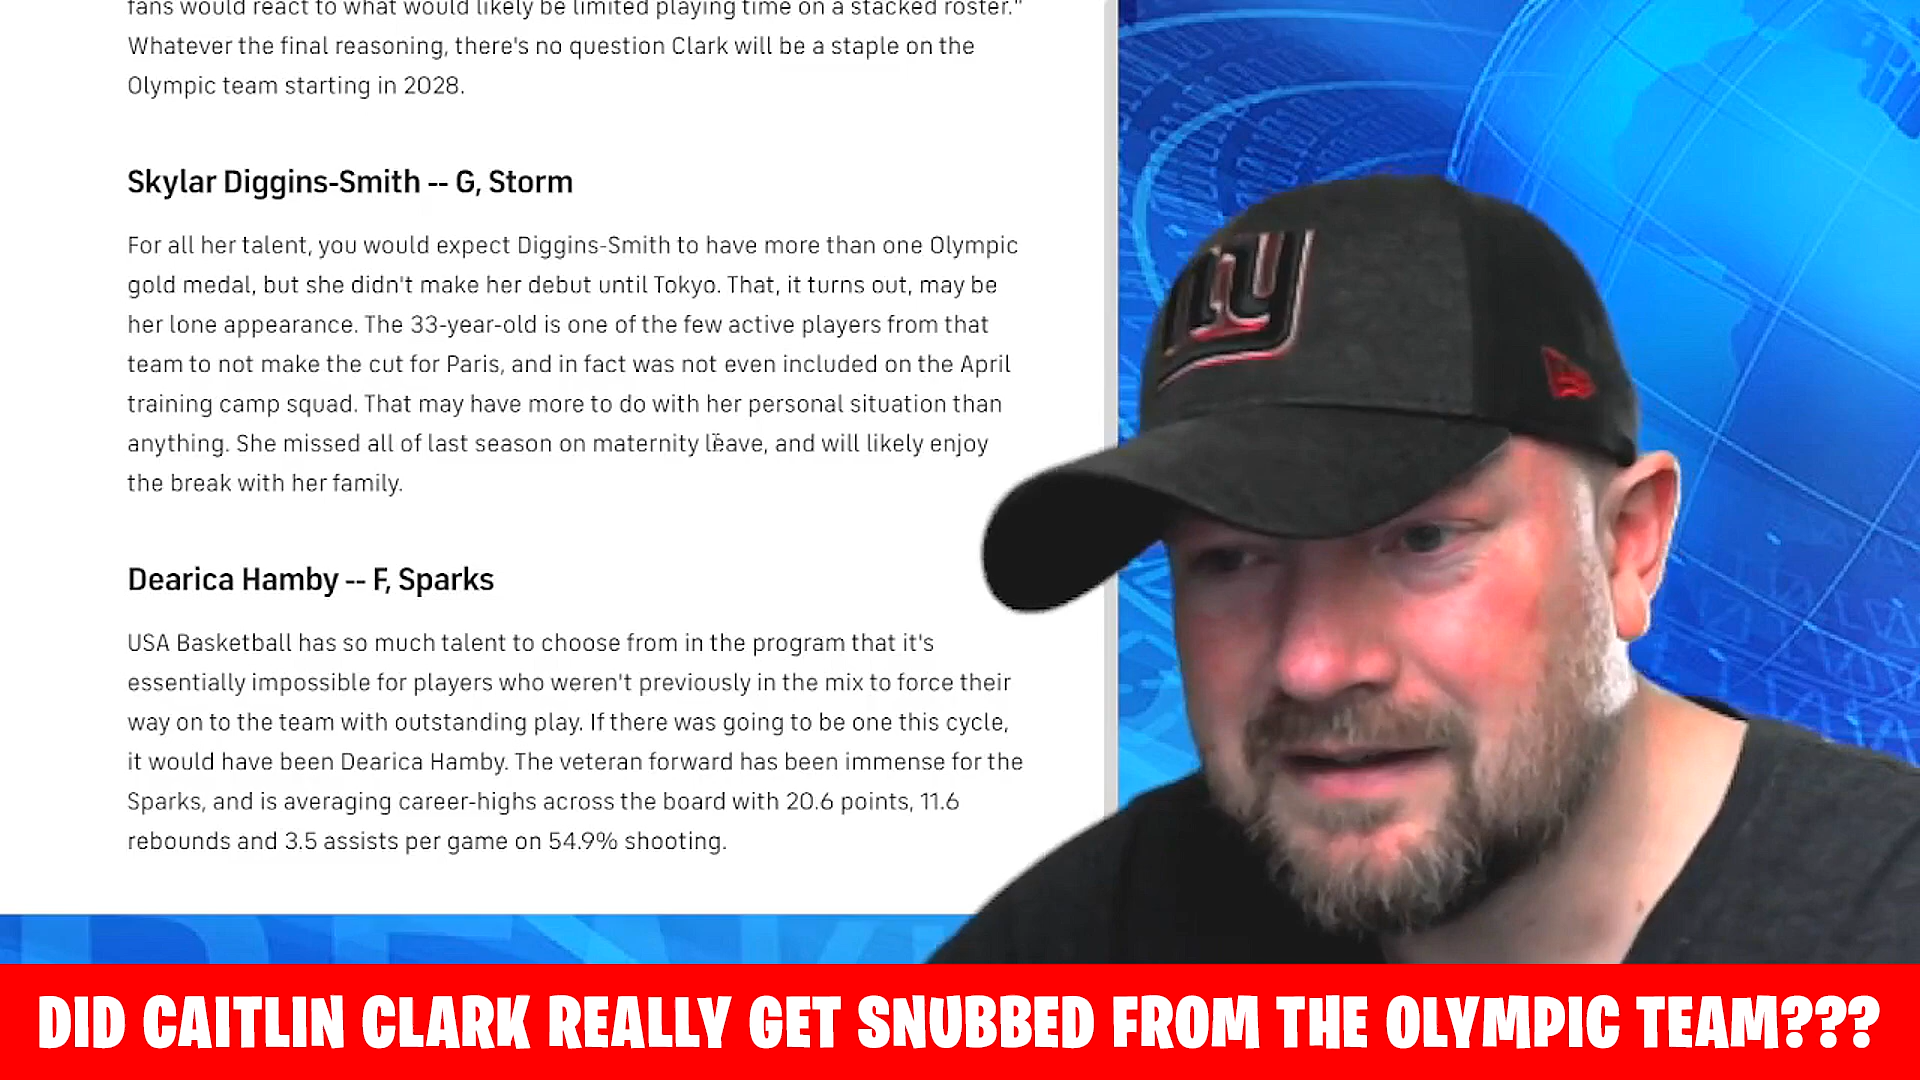 fans would react to what would likely be limited playing time on a stacked roster."
Whatever the final reasoning, there's no question Clark will be a staple on the
Olympic team starting in 2028.
Skylar Diggins-Smith -- G, Storm
For all her talent, you would expect Diggins-Smith to have more than one Olympic
gold medal, but she didn't make her debut until Tokyo. That, it turns out, may be
her lone appearance. The 33-year-old is one of the few active players from that
team to not make the cut for Paris, and in fact was not even included on the April
training camp squad. That may have more to do with her personal situation than
anything. She missed all of last season on maternity leave, and will likely enjoy
the break with her family.
Dearica Hamby -- F, Sparks
USA Basketball has so much talent to choose from in the program that it's
essentially impossible for players who weren't previously in the mix to force their
way on to the team with outstanding play. If there was going to be one this cycle,
it would have been Dearica Hamby. The veteran forward has been immense for the
Sparks, and is averaging career-highs across the board with 20.6 points, 11.6
rebounds and 3.5 assists per game on 54.9% shooting.
ny
DID CAITLIN CLARK REALLY GET SNUBBED FROM THE OLYMPIC TEAM???